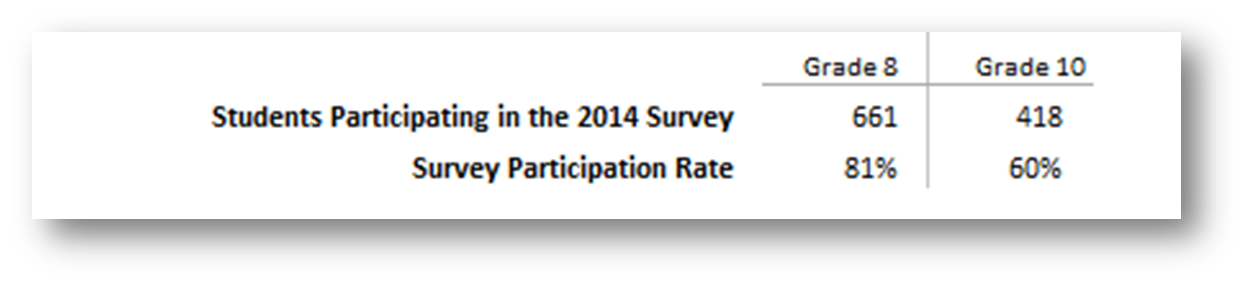 Grade 8 Grade 10
Students Participating in the 2014 Survey 661 418
Survey Participation Rate 81% 60%